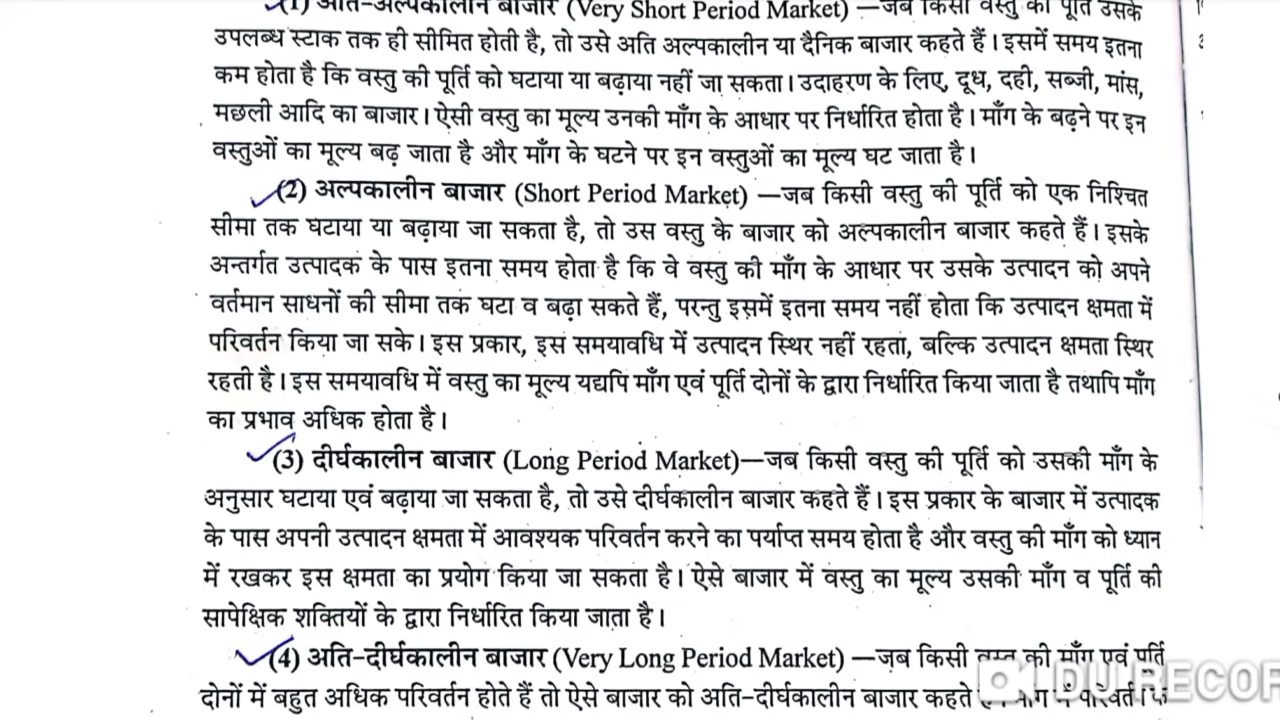 (1) अति-अल्पकालीन बाजार (Very Short Period Market) —जब किसी वस्तु की पूर्ति उसके
उपलब्ध स्टाक तक ही सीमित होती है, तो उसे अति अल्पकालीन या दैनिक बाजार कहते हैं। इसमें समय इतना
कम होता है कि वस्तु की पूर्ति को घटाया या बढ़ाया नहीं जा सकता। उदाहरण के लिए, दूध, दही, सब्जी, मांस,
मछली आदि का बाजार। ऐसी वस्तु का मूल्य उनकी माँग के आधार पर निर्धारित होता है। माँग के बढ़ने पर इन
वस्तुओं का मूल्य बढ़ जाता है और माँग के घटने पर इन वस्तुओं का मूल्य घट जाता है।
(2) अल्पकालीन बाजार (Short Period Market) —जब किसी वस्तु की पूर्ति को एक निश्चित
सीमा तक घटाया या बढ़ाया जा सकता है, तो उस वस्तु के बाजार को अल्पकालीन बाजार कहते हैं। इसके
अन्तर्गत उत्पादक के पास इतना समय होता है कि वे वस्तु की माँग के आधार पर उसके उत्पादन को अपने
वर्तमान साधनों की सीमा तक घटा व बढ़ा सकते हैं, परन्तु इसमें इतना समय नहीं होता कि उत्पादन क्षमता में
परिवर्तन किया जा सके। इस प्रकार, इस समयावधि में उत्पादन स्थिर नहीं रहता, बल्कि उत्पादन क्षमता स्थिर
रहती है। इस समयावधि में वस्तु का मूल्य यद्यपि माँग एवं पूर्ति दोनों के द्वारा निर्धारित किया जाता है तथापि माँग
का प्रभाव अधिक होता है।
(3) दीर्घकालीन बाजार (Long Period Market)—जब किसी वस्तु की पूर्ति को उसकी माँग के
अनुसार घटाया एवं बढ़ाया जा सकता है, तो उसे दीर्घकालीन बाजार कहते हैं। इस प्रकार के बाजार में उत्पादक
के पास अपनी उत्पादन क्षमता में आवश्यक परिवर्तन करने का पर्याप्त समय होता है और वस्तु की माँग को ध्यान
में रखकर इस क्षमता का प्रयोग किया जा सकता है। ऐसे बाजार में वस्तु का मूल्य उसकी माँग व पूर्ति की
सापेक्षिक शक्तियों के द्वारा निर्धारित किया जाता है।
(4) अति-दीर्घकालीन बाजार (Very Long Period Market) —जब किसी वस्तु की माँग एवं पूर्ति
दोनों में बहुत अधिक परिवर्तन होते हैं तो ऐसे बाजार को अति-दीर्घकालीन बाजार कहते
DU RECOR